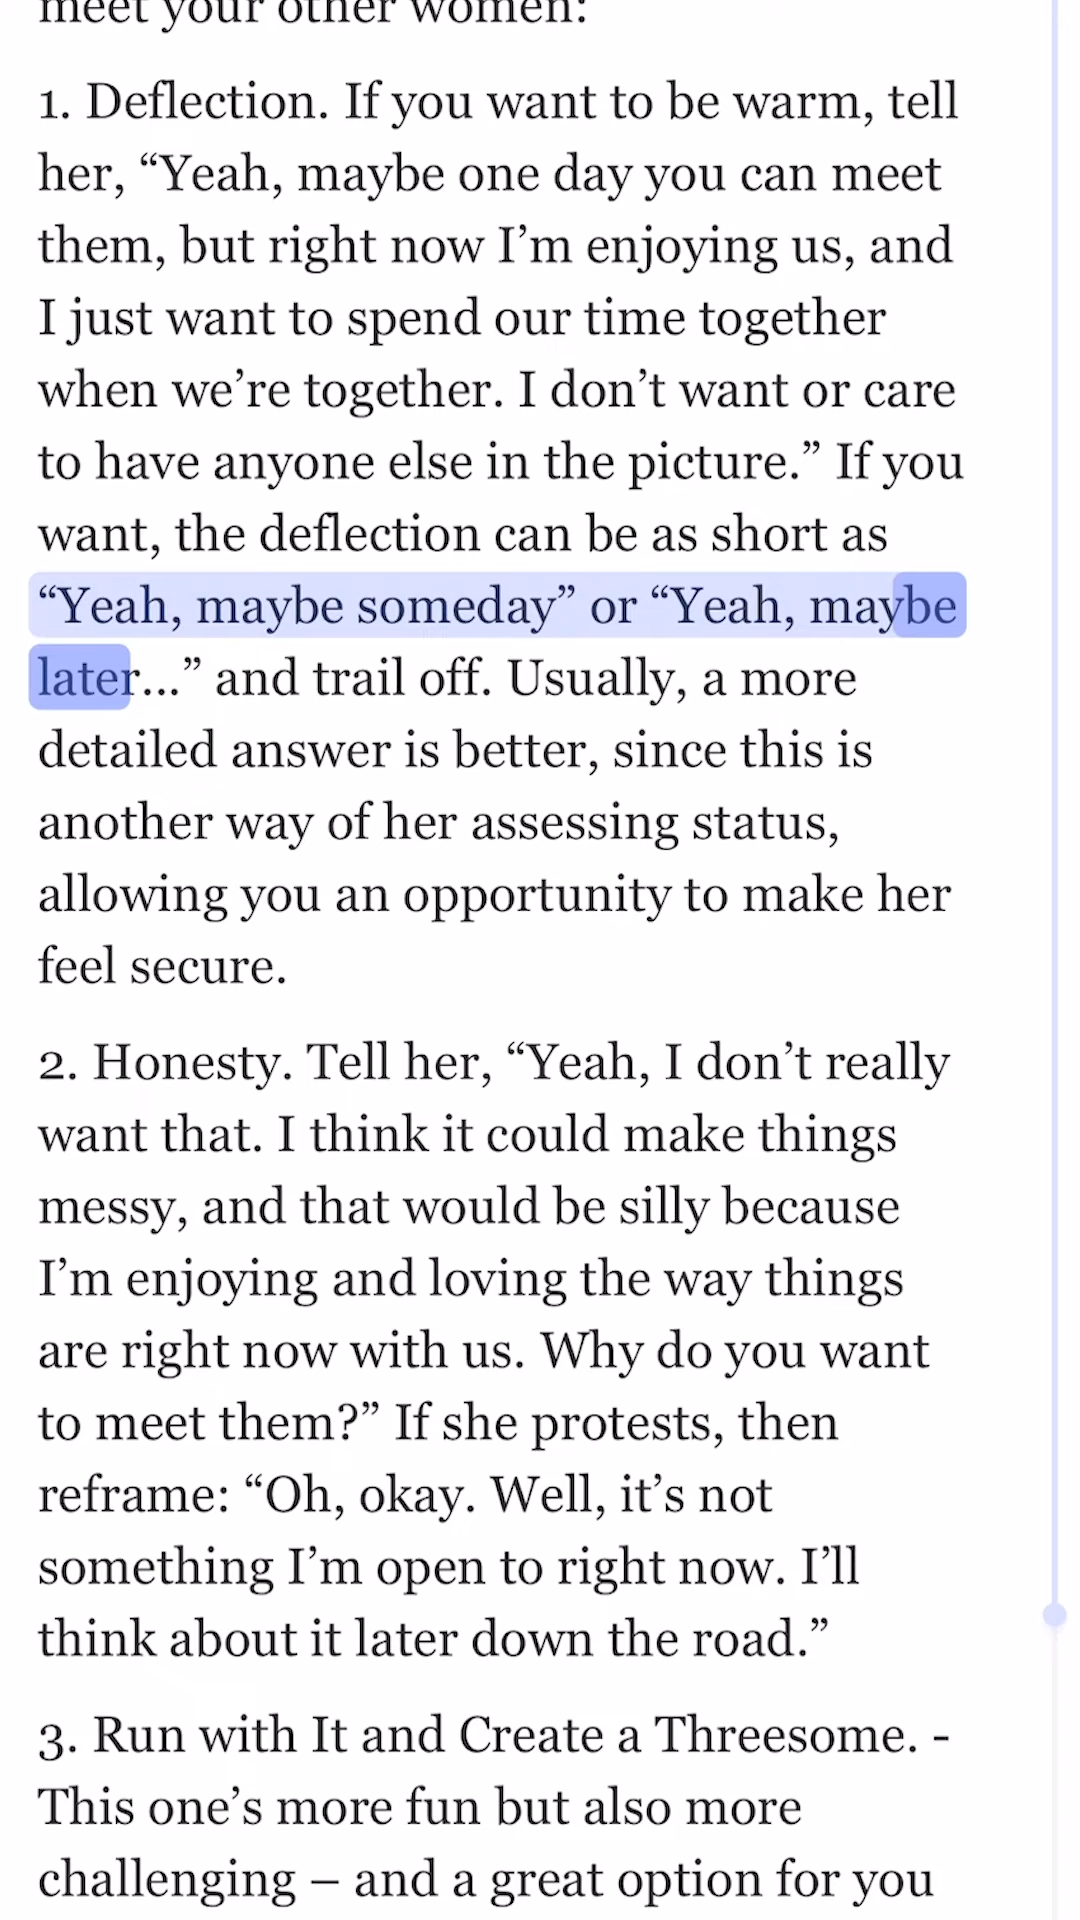 meet your other women:
1. Deflection. If you want to be warm, tell
her, “Yeah, maybe one day you can meet
them, but right now I’m enjoying us, and
I just want to spend our time together
when we’re together. I don’t want or care
to have anyone else in the picture.” If you
want, the deflection can be as short as
“Yeah, maybe someday” or “Yeah, maybe
later...” and trail off. Usually, a more
detailed answer is better, since this is
another way of her assessing status,
allowing you an opportunity to make her
feel secure.
2. Honesty. Tell her, “Yeah, I don’t really
want that. I think it could make things
messy, and that would be silly because
I’m enjoying and loving the way things
are right now with us. Why do you want
to meet them?” If she protests, then
reframe: “Oh, okay. Well, it’s not
something I’m open to right now. I’ll
think about it later down the road.”
3. Run with It and Create a Threesome. -
This one’s more fun but also more
challenging – and a great option for you